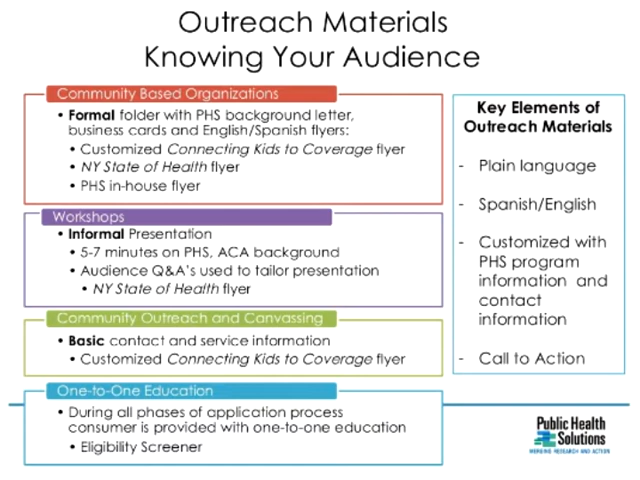 Outreach Materials
Knowing Your Audience
Community Based Organizations
• Formal folder with PHS background letter,
business cards and English/Spanish flyers:
• Customized Connecting Kids to Coverage flyer
• NY State of Health flyer
• PHS in-house flyer
Workshops
• Informal Presentation
• 5-7 minutes on PHS, ACA background
• Audience Q&A's used to tailor presentation
• NY State of Health flyer
Community Outreach and Canvassing
• Basic contact and service information
• Customized Connecting Kids to Coverage flyer
One-to-One Education
• During all phases of application process
consumer is provided with one-to-one education
• Eligibility Screener
Key Elements of
Outreach Materials
- Plain language
- Spanish/English
- Customized with
PHS program
information and
contact
information
- Call to Action
Public Health
Solutions
MERGING RESEARCH AND ACTION